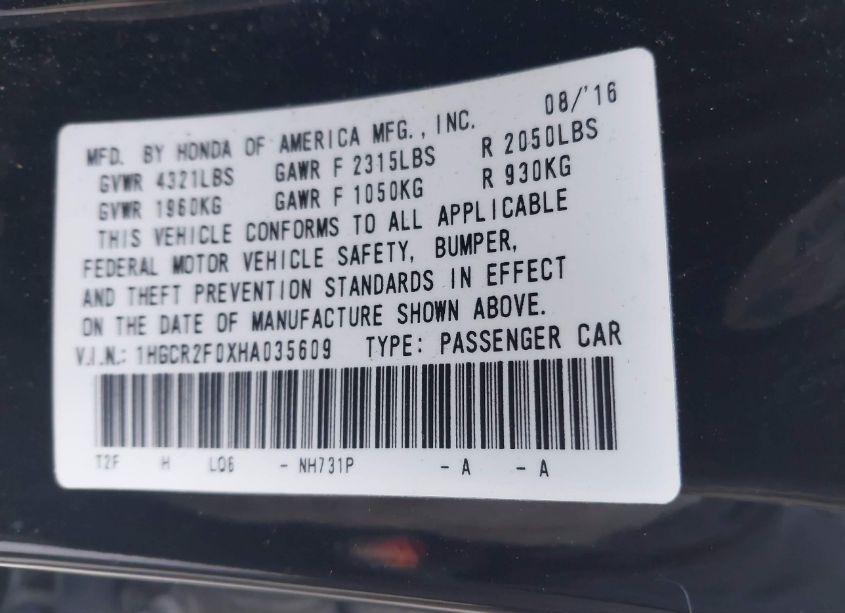 MFD. BY HONDA OF AMERICA MFG., INC. 08/'16
GVWR 4321LBS GAWR F 2315LBS R 2050LBS
GVWR 1960KG GAWR F 1050KG R 930KG
THIS VEHICLE CONFORMS TO ALL APPLICABLE
FEDERAL MOTOR VEHICLE SAFETY, BUMPER,
AND THEFT PREVENTION STANDARDS IN EFFECT
ON THE DATE OF MANUFACTURE SHOWN ABOVE.
V.I.N.: 1HGCR2F0XHA035609 TYPE: PASSENGER CAR
T2F H L06 - NH731P - A - A